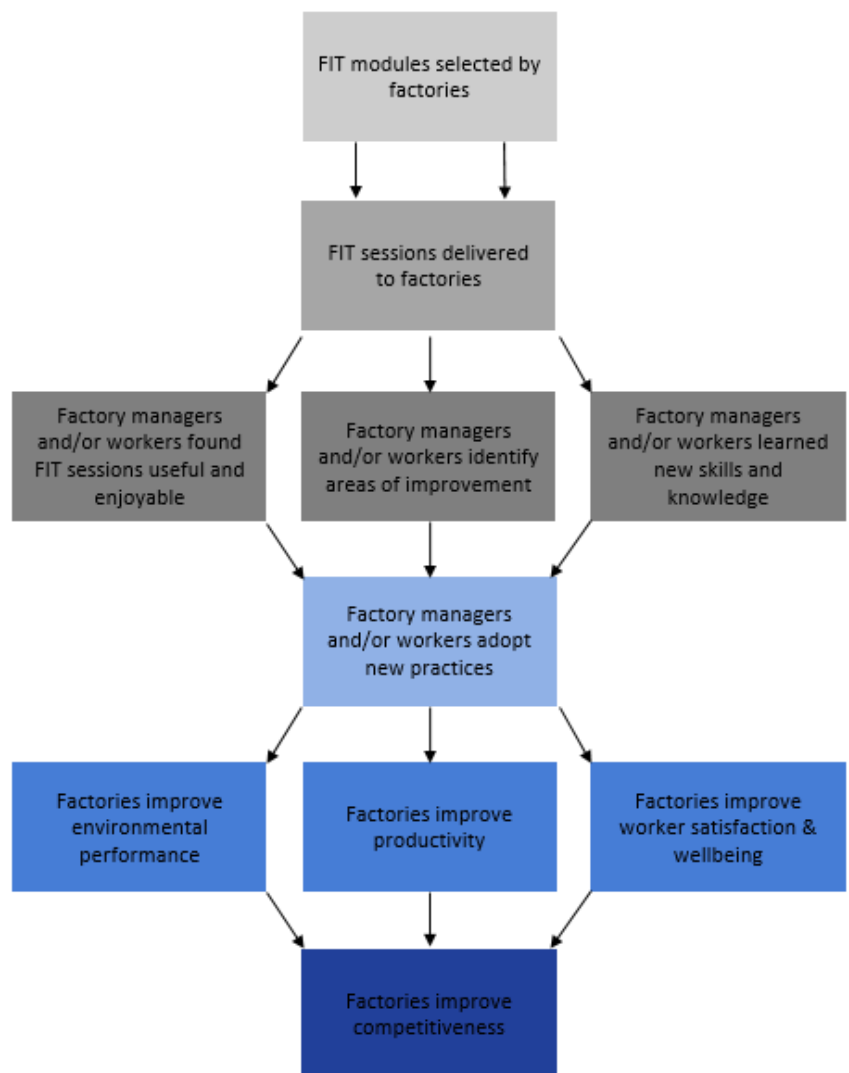 FIT modules selected by
factories
FIT sessions delivered
to factories
Factory managers
and/or workers found
FIT sessions useful and
enjoyable
Factory managers
and/or workers identify
areas of improvement
Factory managers
and/or workers learned
new skills and
knowledge
Factory managers
and/or workers adopt
new practices
Factories improve
environmental
performance
Factories improve
productivity
Factories improve
worker satisfaction &
wellbeing
Factories improve
competitiveness